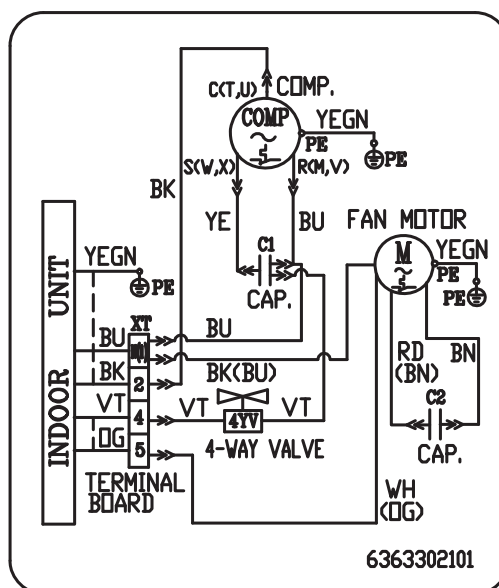 C(T,U)
COMP.
COMP
YEGN
PE
PE
S(W,X)
R(M,V)
BK
YE
BU
C1
CAP.
FAN MOTOR
M
YEGN
PE
PE
INDOOR UNIT
YEGN
PE
XT
BU
N(1)
BU
BK
2
BK(BU)
VT
4
VT
4YV
VT
OG
5
4-WAY VALVE
TERMINAL
BOARD
RD
(BN)
BN
C2
CAP.
WH
(OG)
6363302101